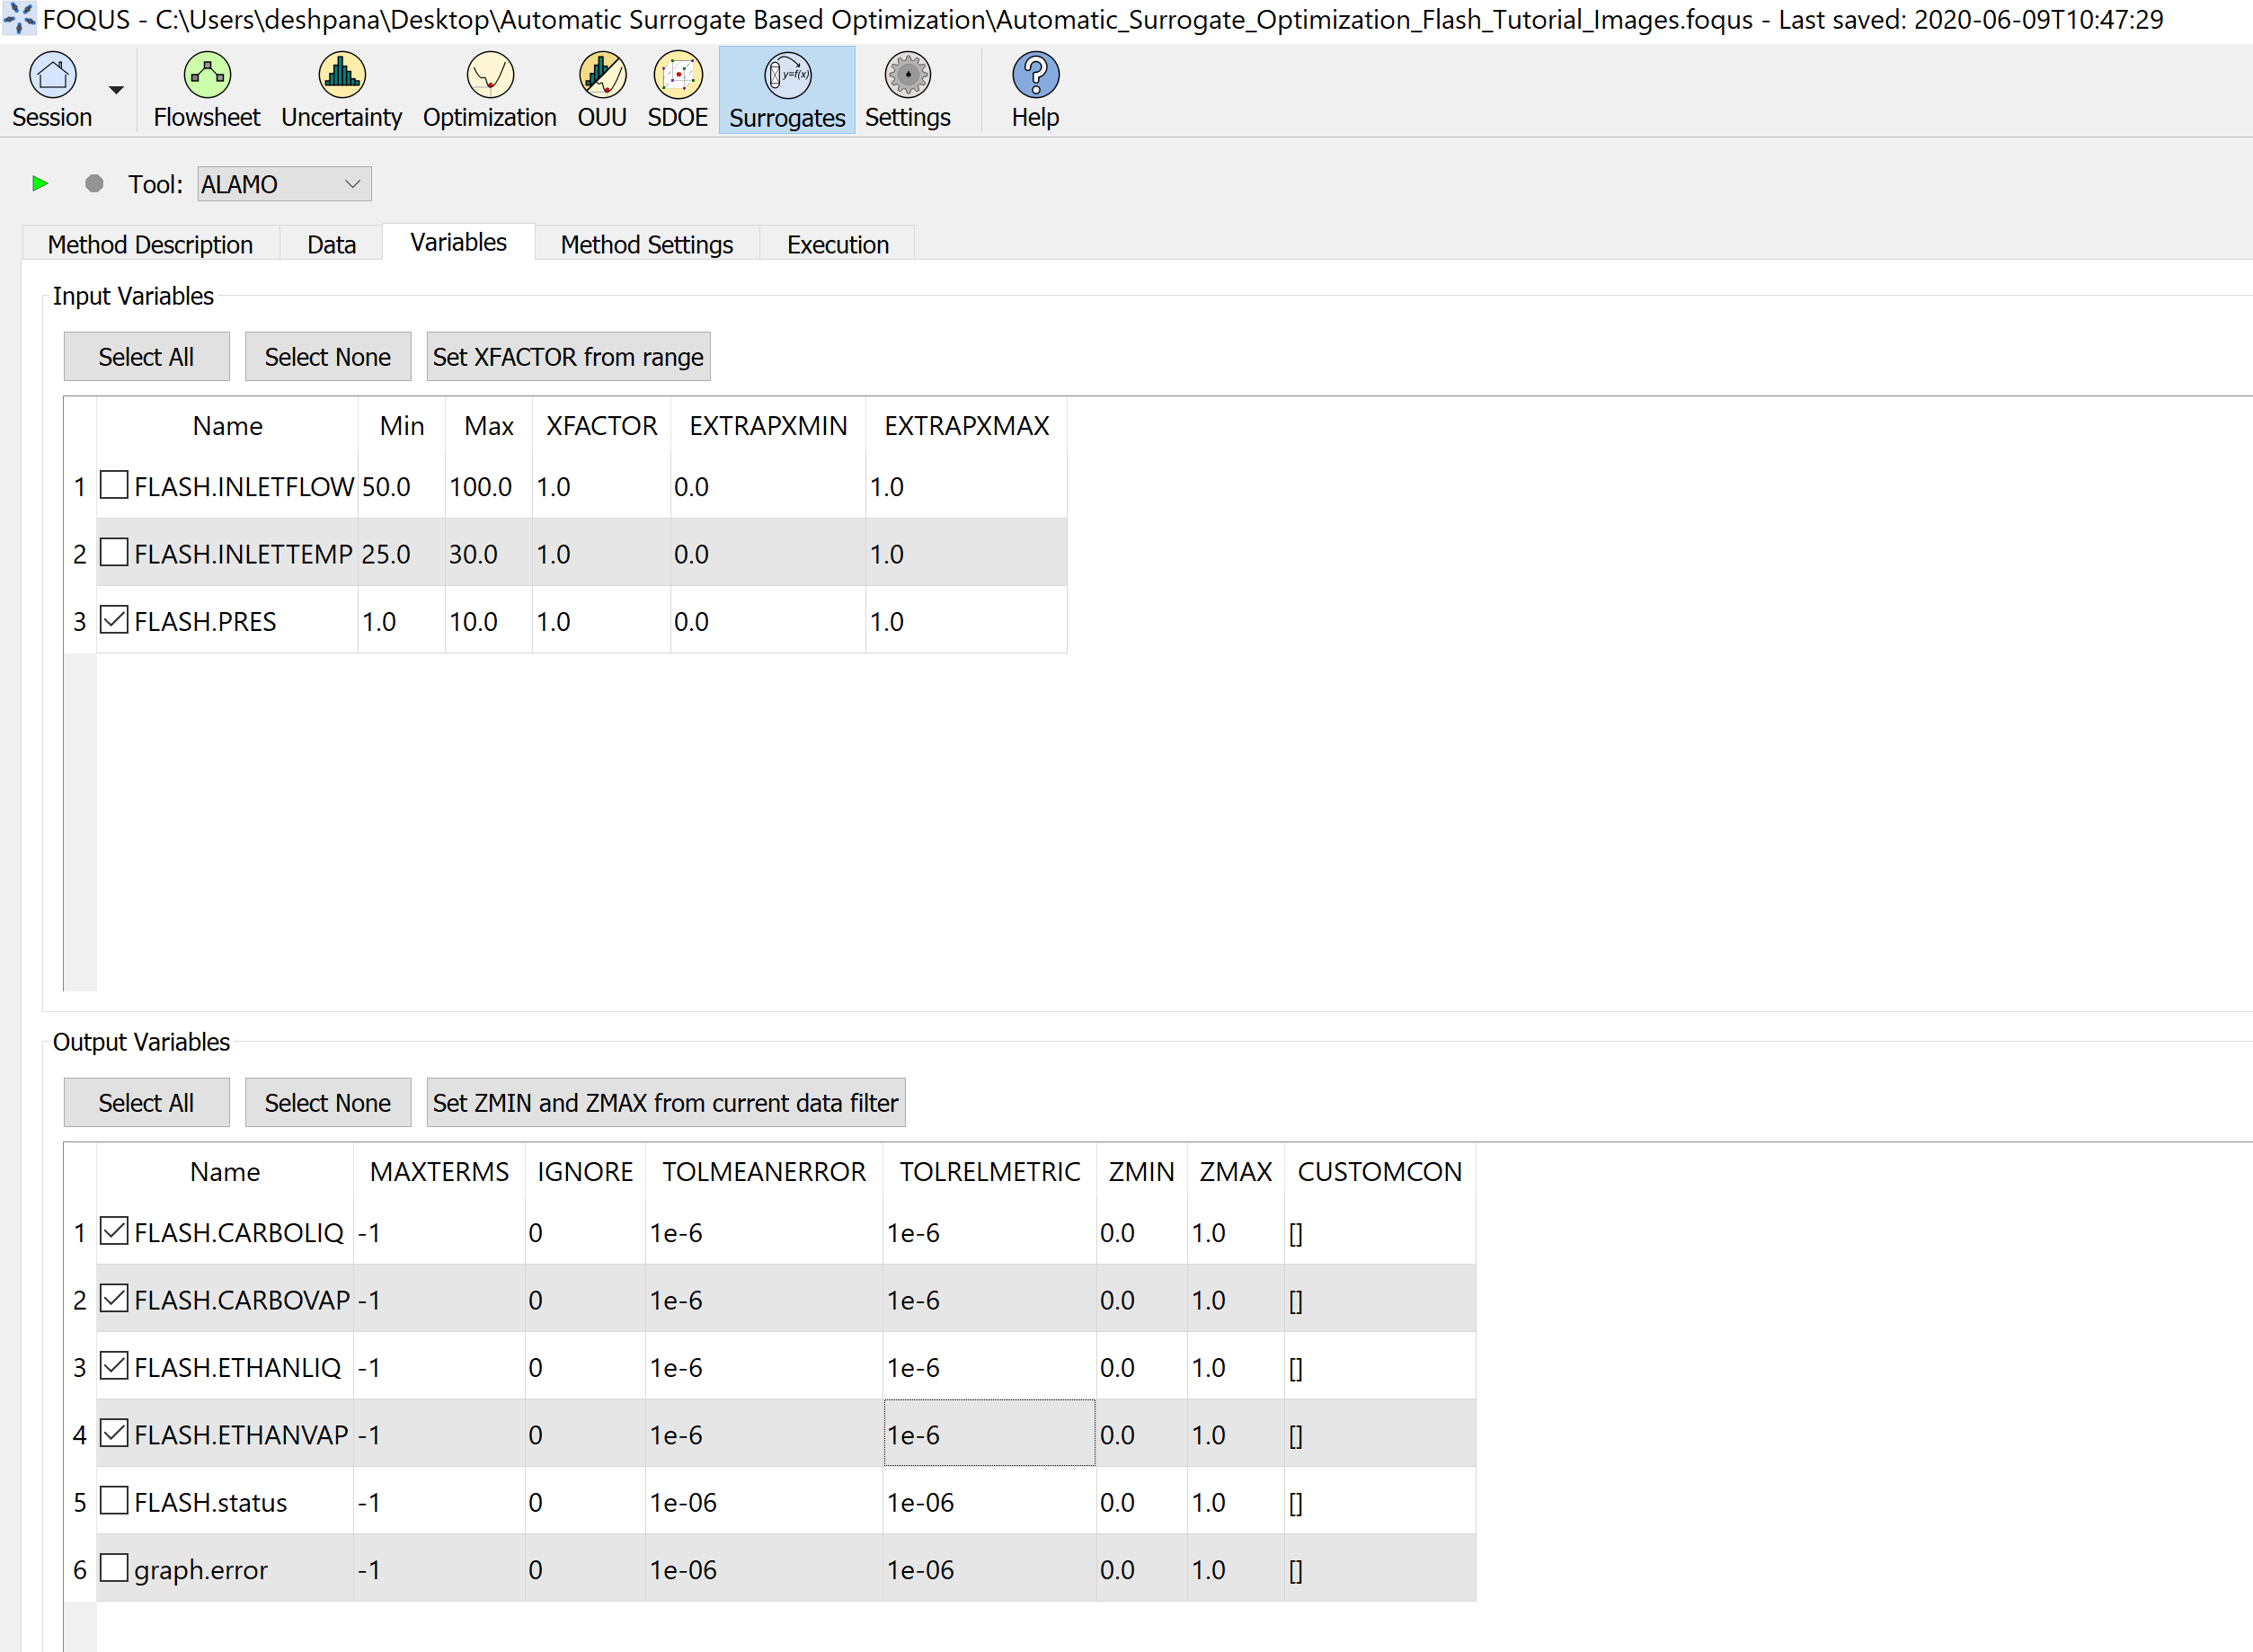 FOQUS - C:\Users\deshpana\Desktop\Automatic Surrogate Based Optimization\Automatic_Surrogate_Optimization_Flash_Tutorial_Images.foqus - Last saved: 2020-06-09T10:47:29
y=f(x)
Session Flowsheet Uncertainty Optimization OUU SDOE Surrogates Settings Help
Tool: ALAMO
Method Description Data Variables Method Settings Execution
Input Variables
Select All Select None Set XFACTOR from range
Name Min Max XFACTOR EXTRAPXMIN EXTRAPXMAX
1 FLASH.INLETFLOW 50.0 100.0 1.0 0.0 1.0
2 FLASH.INLETTEMP 25.0 30.0 1.0 0.0 1.0
3 FLASH.PRES 1.0 10.0 1.0 0.0 1.0
Output Variables
Select All Select None Set ZMIN and ZMAX from current data filter
Name MAXTERMS IGNORE TOLMEANERROR TOLRELMETRIC ZMIN ZMAX CUSTOMCON
1 FLASH.CARBOLIQ -1 0 1e-6 1e-6 0.0 1.0 []
2 FLASH.CARBOVAP -1 0 1e-6 1e-6 0.0 1.0 []
3 FLASH.ETHANLIQ -1 0 1e-6 1e-6 0.0 1.0 []
4 FLASH.ETHANVAP -1 0 1e-6 1e-6 0.0 1.0 []
5 FLASH.status -1 0 1e-06 1e-06 0.0 1.0 []
6 graph.error -1 0 1e-06 1e-06 0.0 1.0 []